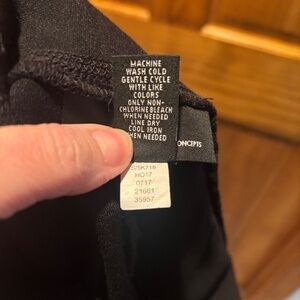 MACHINE
WASH COLD
GENTLE CYCLE
WITH LIKE
COLORS
ONLY NON-
CHLORINE BLEACH
WHEN NEEDED
LINE DRY
COOL IRON
WHEN NEEDED
ONCEPTS
S/SK716
HO17
0717
21661
35957